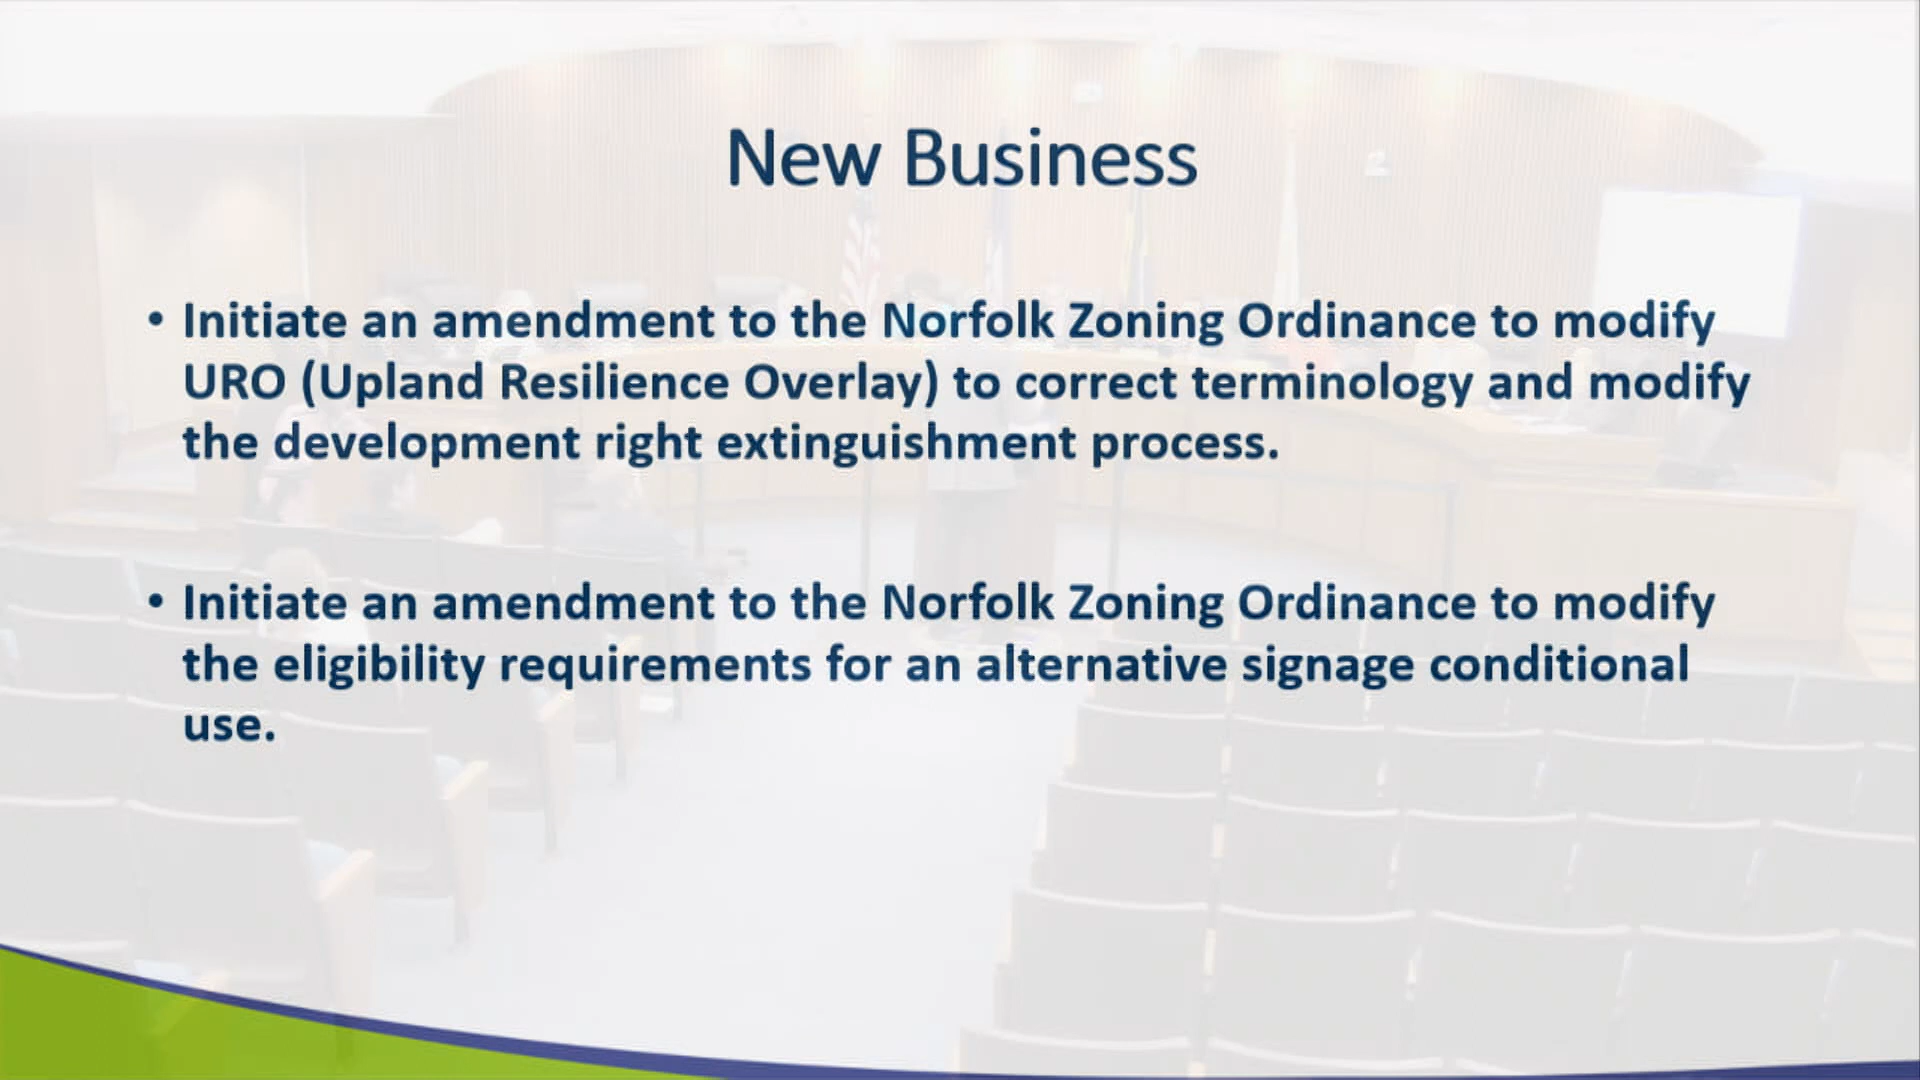 New Business
• Initiate an amendment to the Norfolk Zoning Ordinance to modify
URO (Upland Resilience Overlay) to correct terminology and modify
the development right extinguishment process.
• Initiate an amendment to the Norfolk Zoning Ordinance to modify
the eligibility requirements for an alternative signage conditional
use.